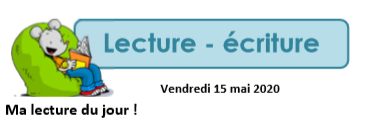 Lecture - écriture
Vendredi 15 mai 2020
Ma lecture du jour !